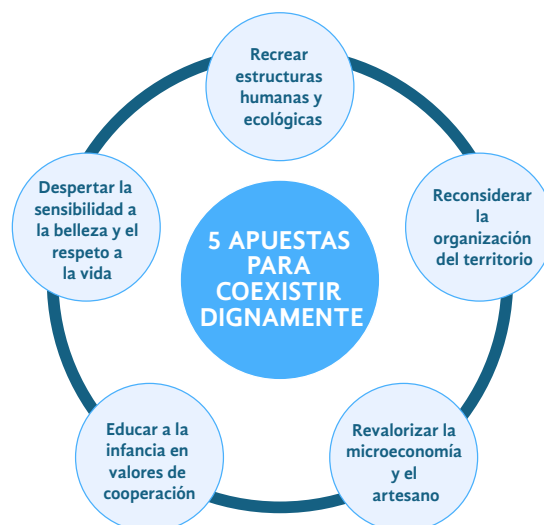 Recrear
estructuras
humanas y
ecológicas
Reconsiderar
la
organización
del territorio
Revalorizar la
microeconomía
y el
artesano
Educar a la
infancia en
valores de
cooperación
Despertar la
sensibilidad a
la belleza y el
respeto a
la vida
5 APUESTAS
PARA
COEXISTIR
DIGNAMENTE